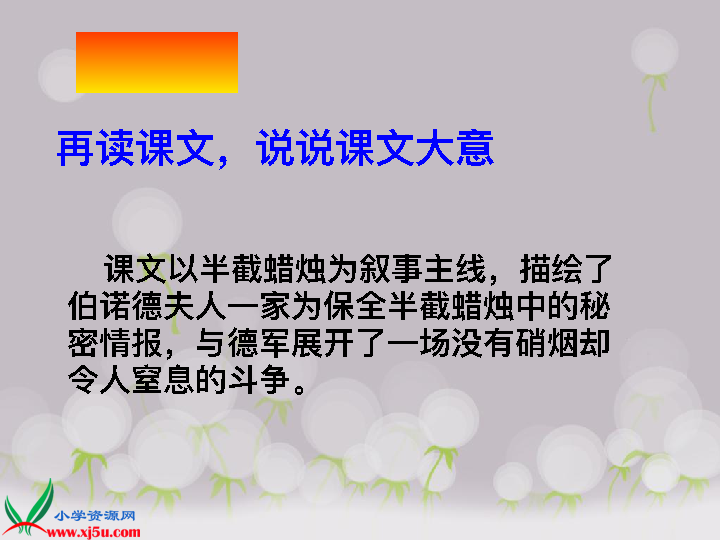 再读课文，说说课文大意
课文以半截蜡烛为叙事主线，描绘了
伯诺德夫人一家为保全半截蜡烛中的秘
密情报，与德军展开了一场没有硝烟却
令人窒息的斗争。
小学资源网
www.xj5u.com